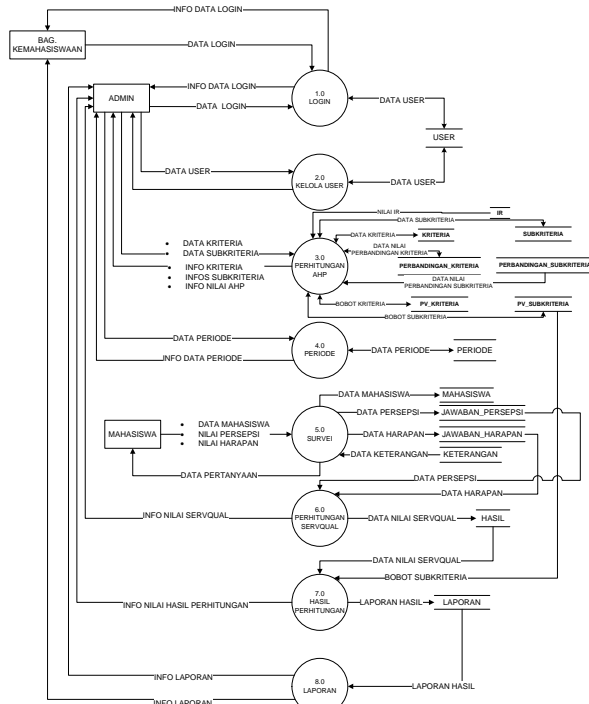 INFO DATA LOGIN
BAG.
KEMAHASISWAAN
DATA LOGIN
INFO DATA LOGIN
ADMIN
DATA LOGIN
1.0
LOGIN
DATA USER
USER
DATA USER
2.0
KELOLA USER
DATA USER
NILAI IR
IR
DATA SUBKRITERIA
SUBKRITERIA
DATA KRITERIA
KRITERIA
• DATA KRITERIA
• DATA SUBKRITERIA
• INFO KRITERIA
• INFOS SUBKRITERIA
• INFO NILAI AHP
3.0
PERHITUNGAN
AHP
DATA NILAI
PERBANDINGAN KRITERIA
PERBANDINGAN_KRITERIA
PERBANDINGAN_SUBKRITERIA
DATA NILAI
PERBANDINGAN SUBKRITERIA
BOBOT KRITERIA
PV_KRITERIA
PV_SUBKRITERIA
BOBOT SUBKRITERIA
DATA PERIODE
INFO DATA PERIODE
4.0
PERIODE
DATA PERIODE
PERIODE
DATA MAHASISWA
MAHASISWA
DATA PERSEPSI
JAWABAN_PERSEPSI
MAHASISWA
• DATA MAHASISWA
• NILAI PERSEPSI
• NILAI HARAPAN
5.0
SURVEI
DATA HARAPAN
JAWABAN_HARAPAN
DATA KETERANGAN
KETERANGAN
DATA PERTANYAAN
DATA PERSEPSI
DATA HARAPAN
INFO NILAI SERVQUAL
6.0
PERHITUNGAN
SERVQUAL
DATA NILAI SERVQUAL
HASIL
DATA NILAI SERVQUAL
BOBOT SUBKRITERIA
INFO NILAI HASIL PERHITUNGAN
7.0
HASIL
PERHITUNGAN
LAPORAN HASIL
LAPORAN
INFO LAPORAN
8.0
LAPORAN
LAPORAN HASIL
INFO LAPORAN